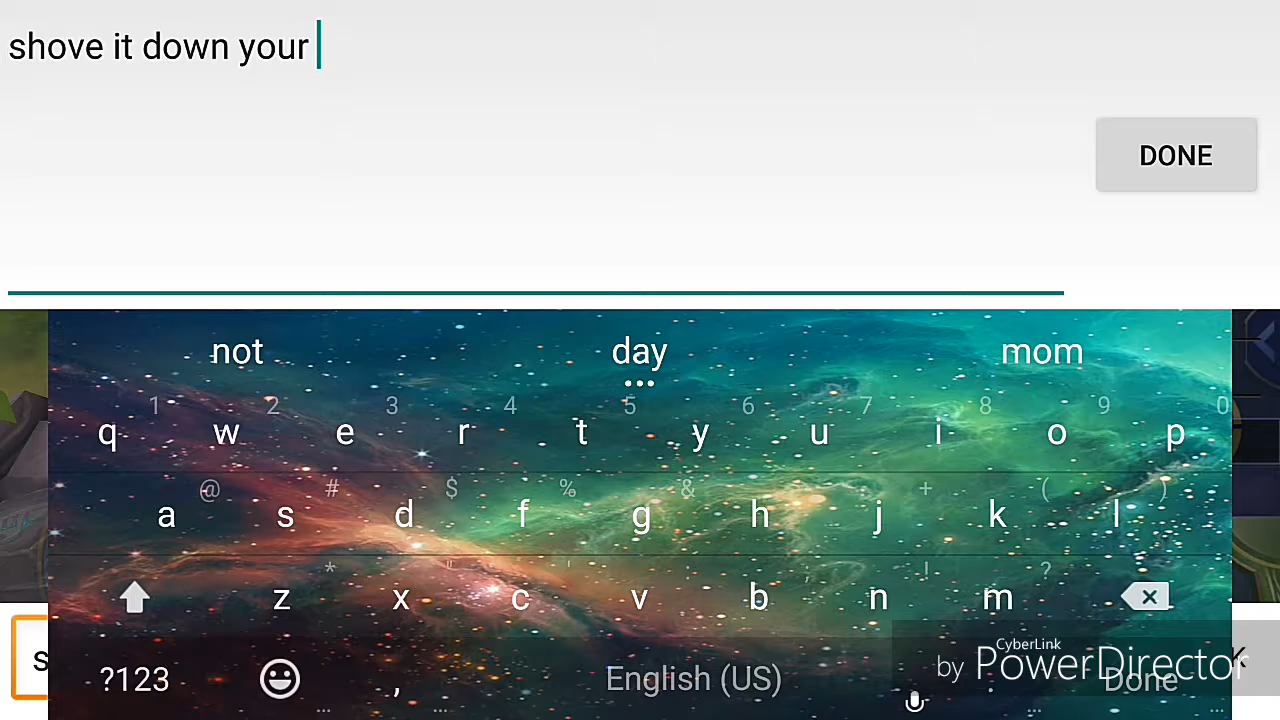 shove it down your
DONE
not day mom
1 2 3 4 5 6 7 8 9 0
q w e r t y u i o p
@ # $ % & + ( )
a s d f g h j k l
* " ' ! ?
z x c v b n m
?123 , English (US) . Done
s
CyberLink
by PowerDirector